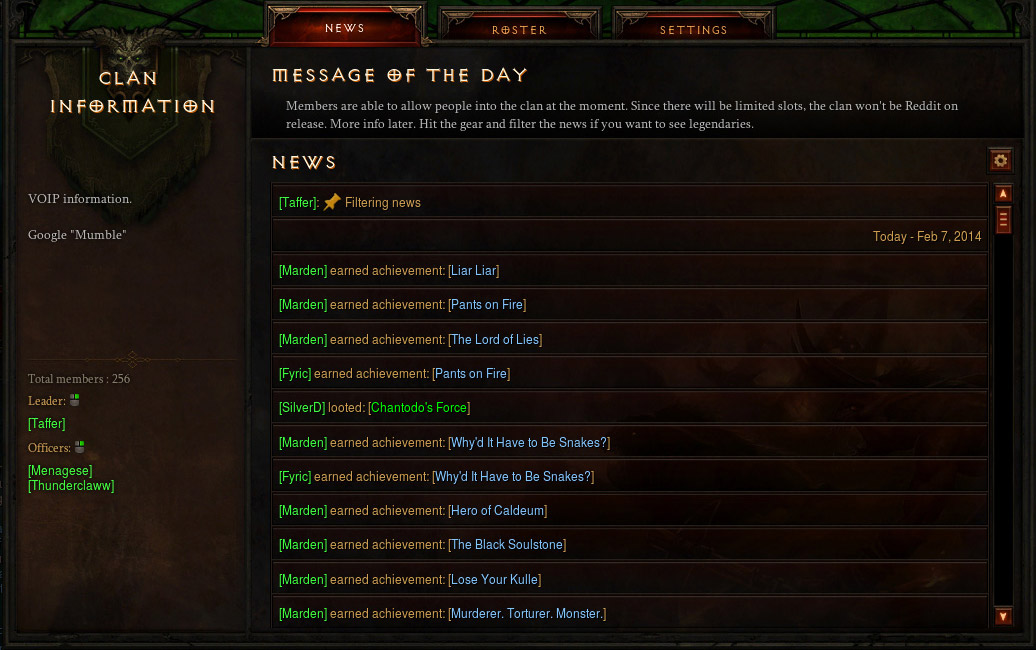 NEWS
ROSTER
SETTINGS
CLAN
INFORMATION
VOIP information.
Google "Mumble"
Total members : 256
Leader:
[Taffer]
Officers:
[Menagese]
[Thunderclaww]
MESSAGE OF THE DAY
Members are able to allow people into the clan at the moment. Since there will be limited slots, the clan won't be Reddit on
release. More info later. Hit the gear and filter the news if you want to see legendaries.
NEWS
[Taffer]: Filtering news
Today - Feb 7, 2014
[Marden] earned achievement: [Liar Liar]
[Marden] earned achievement: [Pants on Fire]
[Marden] earned achievement: [The Lord of Lies]
[Fyric] earned achievement: [Pants on Fire]
[SilverD] looted: [Chantodo's Force]
[Marden] earned achievement: [Why'd It Have to Be Snakes?]
[Fyric] earned achievement: [Why'd It Have to Be Snakes?]
[Marden] earned achievement: [Hero of Caldeum]
[Marden] earned achievement: [The Black Soulstone]
[Marden] earned achievement: [Lose Your Kulle]
[Marden] earned achievement: [Murderer. Torturer. Monster.]